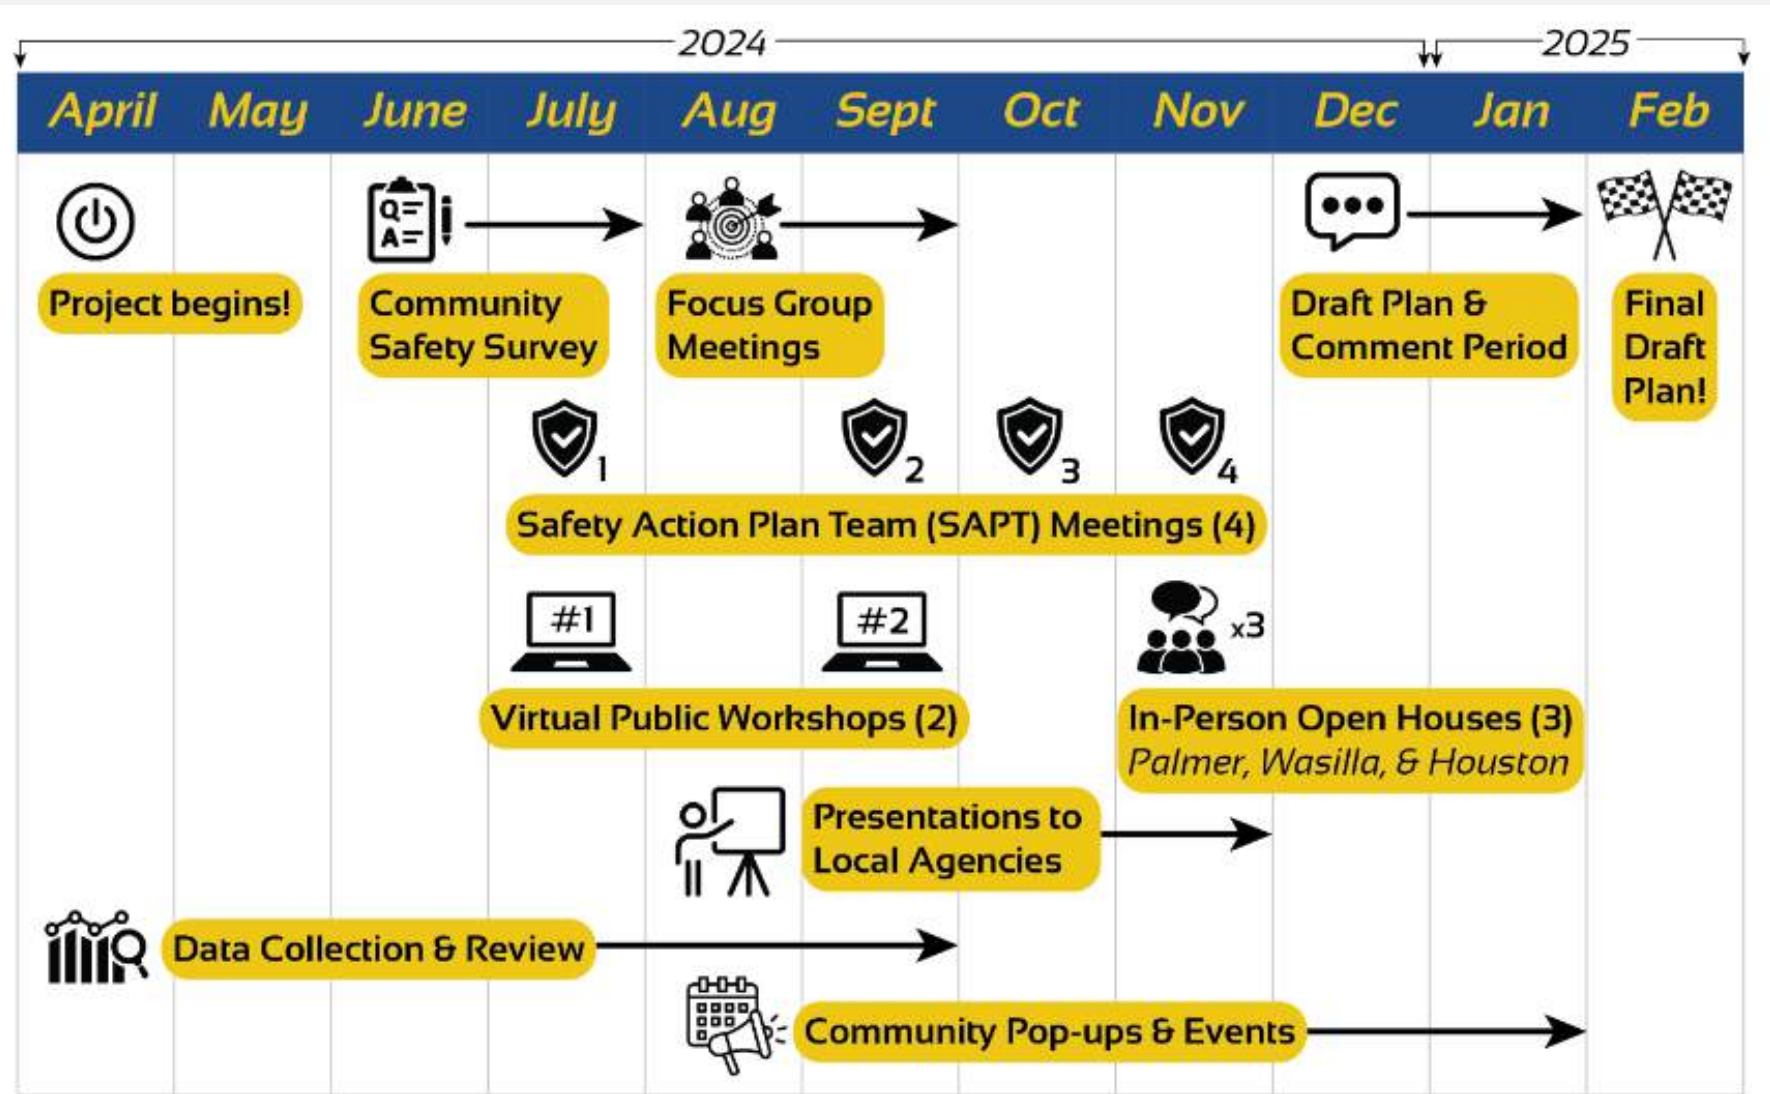 2024
2025
April May June July Aug Sept Oct Nov Dec Jan Feb
Q=
A=
Project begins!
Community
Safety Survey
Focus Group
Meetings
Draft Plan &
Comment Period
Final
Draft
Plan!
1
2
3
4
Safety Action Plan Team (SAPT) Meetings (4)
#1
#2
x3
Virtual Public Workshops (2)
In-Person Open Houses (3)
Palmer, Wasilla, & Houston
Presentations to
Local Agencies
Data Collection & Review
Community Pop-ups & Events